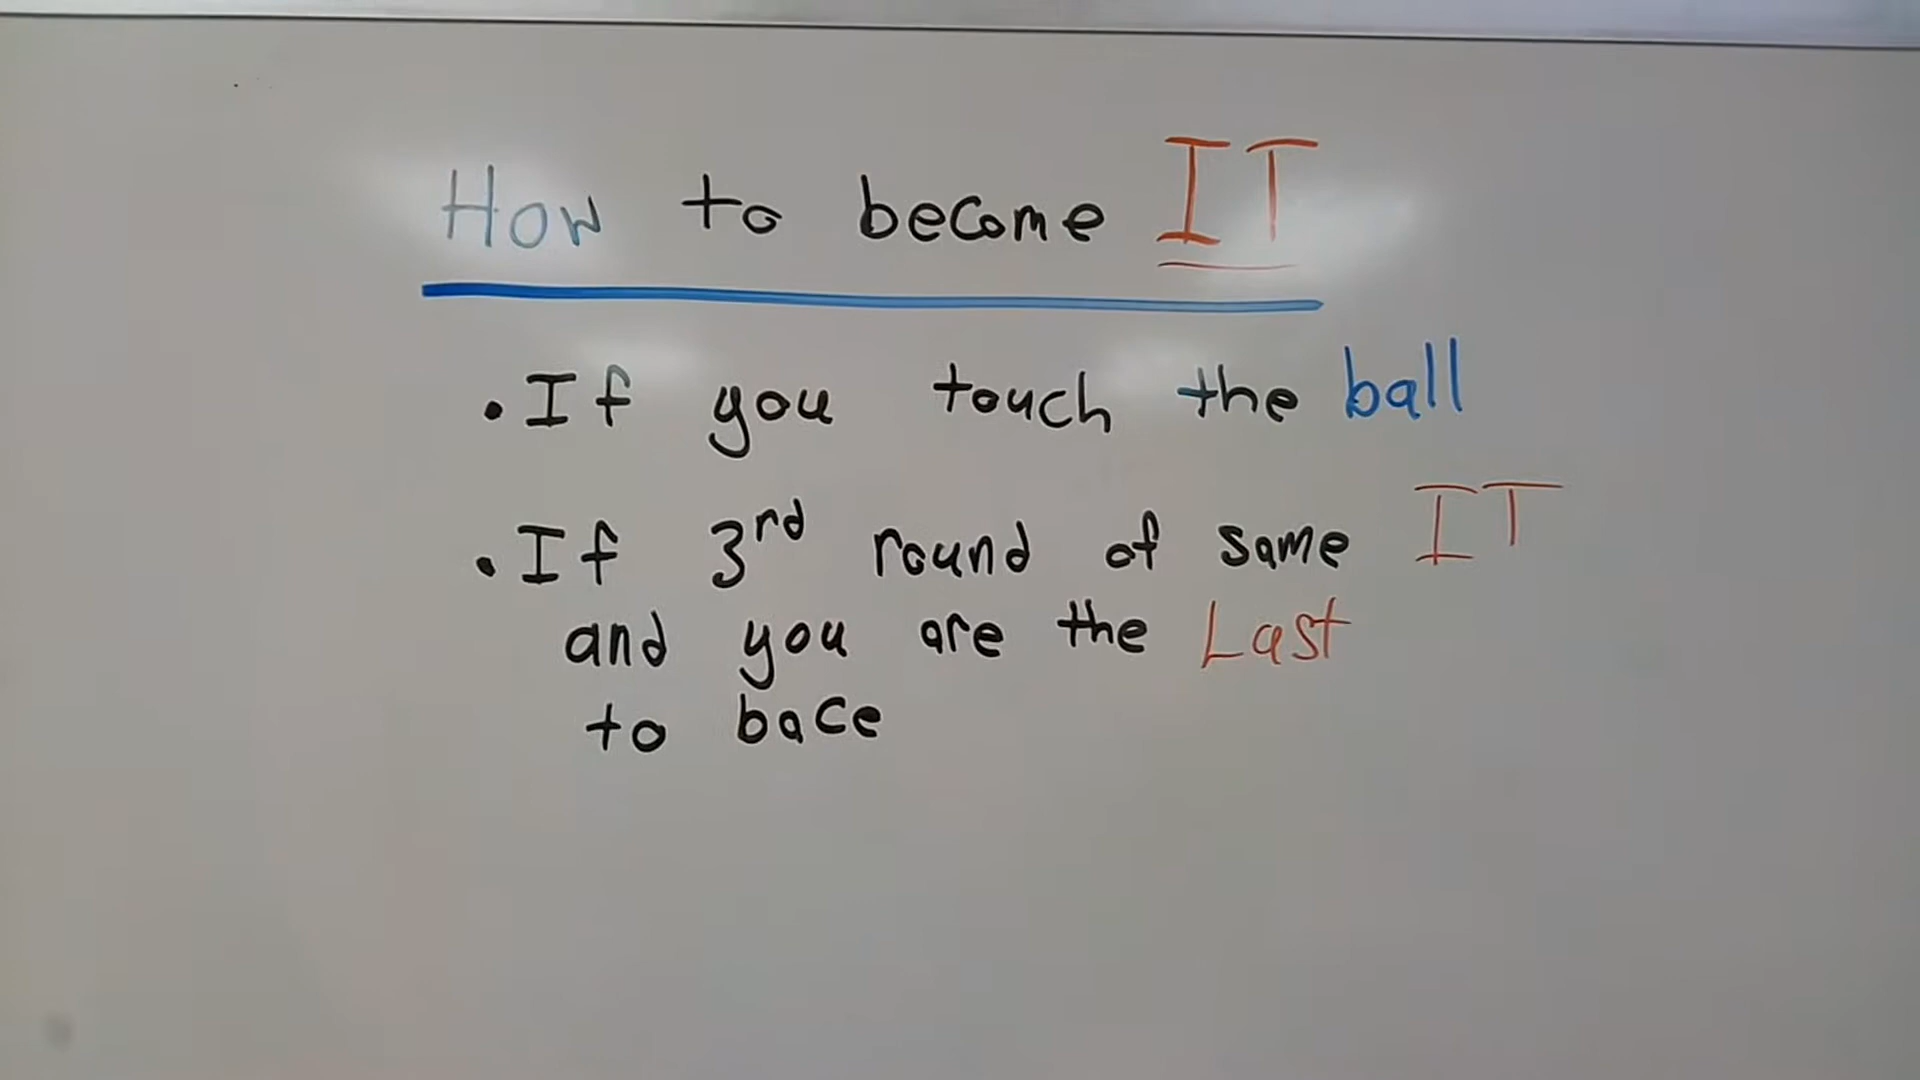 How to become IT
• If you touch the ball
• If 3rd round of same IT
and you are the Last
to bace